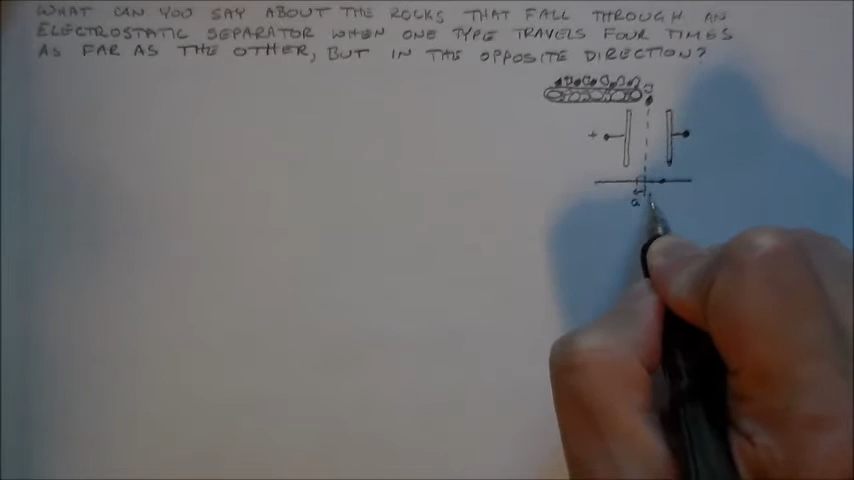 WHAT CAN YOU SAY ABOUT THE ROCKS THAT FALL THROUGH AN
ELECTROSTATIC SEPARATOR WHEN ONE TYPE TRAVELS FOUR TIMES
AS FAR AS THE OTHER, BUT IN THE OPPOSITE DIRECTION?
+
a